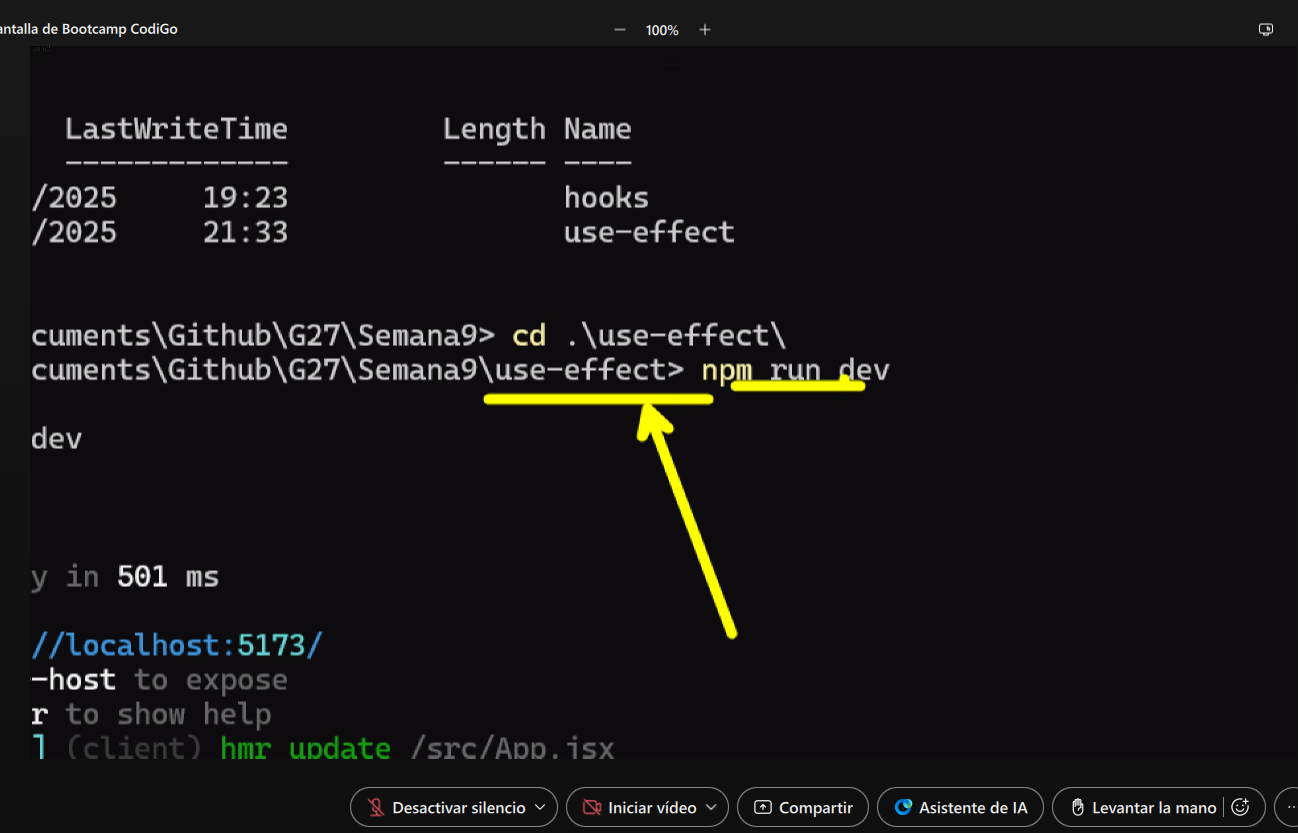 antalla de Bootcamp CodiGo
100%
LastWriteTime Length Name
------------- ------ ----
/2025 19:23 hooks
/2025 21:33 use-effect
cuments\Github\G27\Semana9> cd .\use-effect\
cuments\Github\G27\Semana9\use-effect> npm run dev
dev
y in 501 ms
//localhost:5173/
-host to expose
r to show help
] (client) hmr update /src/App.jsx
Desactivar silencio
Iniciar vídeo
Compartir
Asistente de IA
Levantar la mano